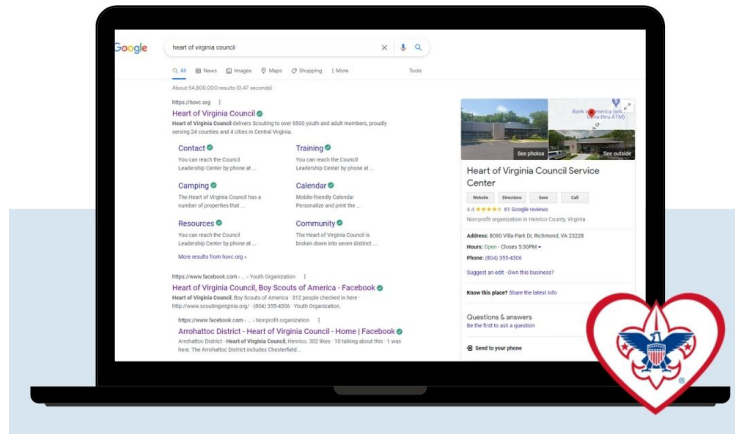 Google
heart of virginia council
All News Images Maps Shopping More Tools
About 34,800,000 results (0.47 seconds)
https://hovc.org
Heart of Virginia Council
Heart of Virginia Council delivers Scouting to over 9500 youth and adult members, proudly
serving 24 counties and 4 cities in Central Virginia.
Contact
You can reach the Council
Leadership Center by phone at ...
Training
You can reach the Council
Leadership Center by phone at ...
Camping
The Heart of Virginia Council has a
number of properties that ...
Calendar
Mobile-friendly Calendar
Personalize and print the ...
Resources
You can reach the Council
Leadership Center by phone at ...
Community
The Heart of Virginia Council is
broken down into seven district ...
More results from hovc.org »
https://www.facebook.com › ... › Youth Organization
Heart of Virginia Council, Boy Scouts of America - Facebook
Heart of Virginia Council, Boy Scouts of America · 312 people checked in here ·
http://www.scoutingvirginia.org/ · (804) 355-4306 · Youth Organization.
https://www.facebook.com › ... › Nonprofit organization
Arrohattoc District - Heart of Virginia Council - Home | Facebook
Arrohattoc District - Heart of Virginia Council, Henrico. 302 likes · 10 talking about this · 1 was
here. The Arrohattoc District includes Chesterfield...
See photos
See outside
Heart of Virginia Council Service
Center
Website Directions Save Call
4.4 61 Google reviews
Non-profit organization in Henrico County, Virginia
Address: 8090 Villa Park Dr, Richmond, VA 23228
Hours: Open · Closes 5:30PM
Phone: (804) 355-4306
Suggest an edit · Own this business?
Know this place? Share the latest info
Questions & answers
Be the first to ask a question
Send to your phone